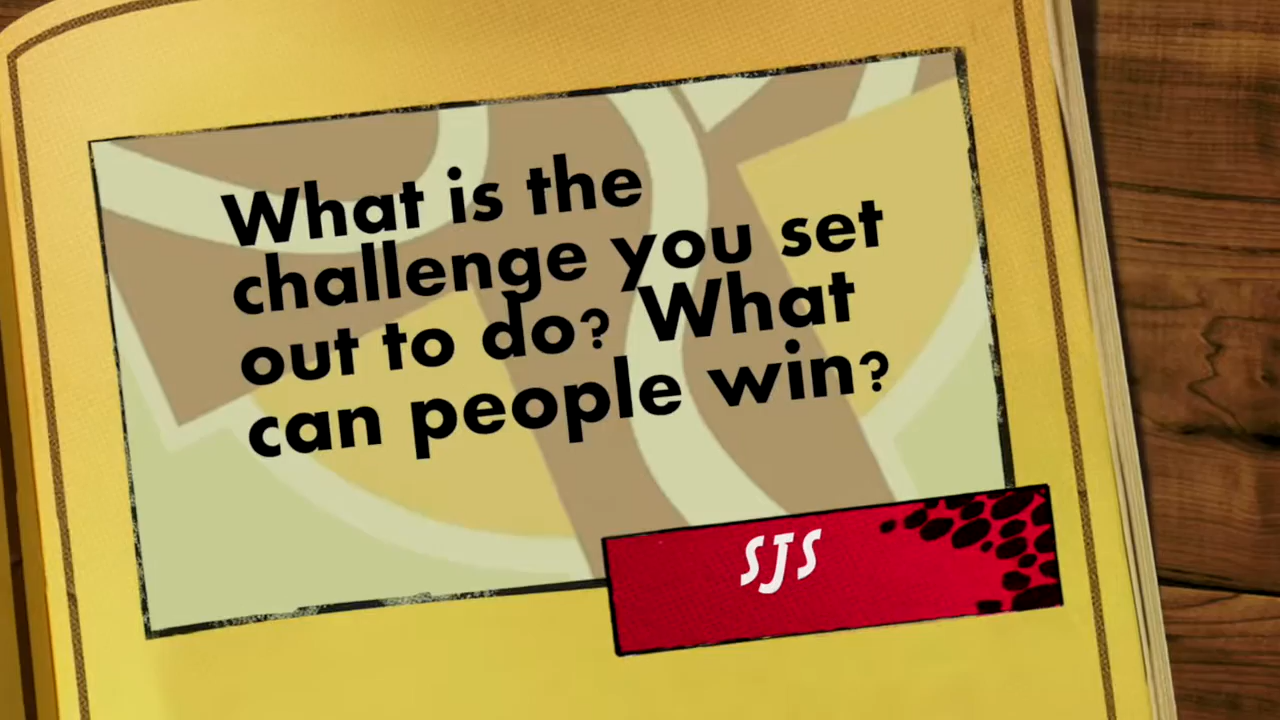 What is the
challenge you set
out to do? What
can people win?
SJS